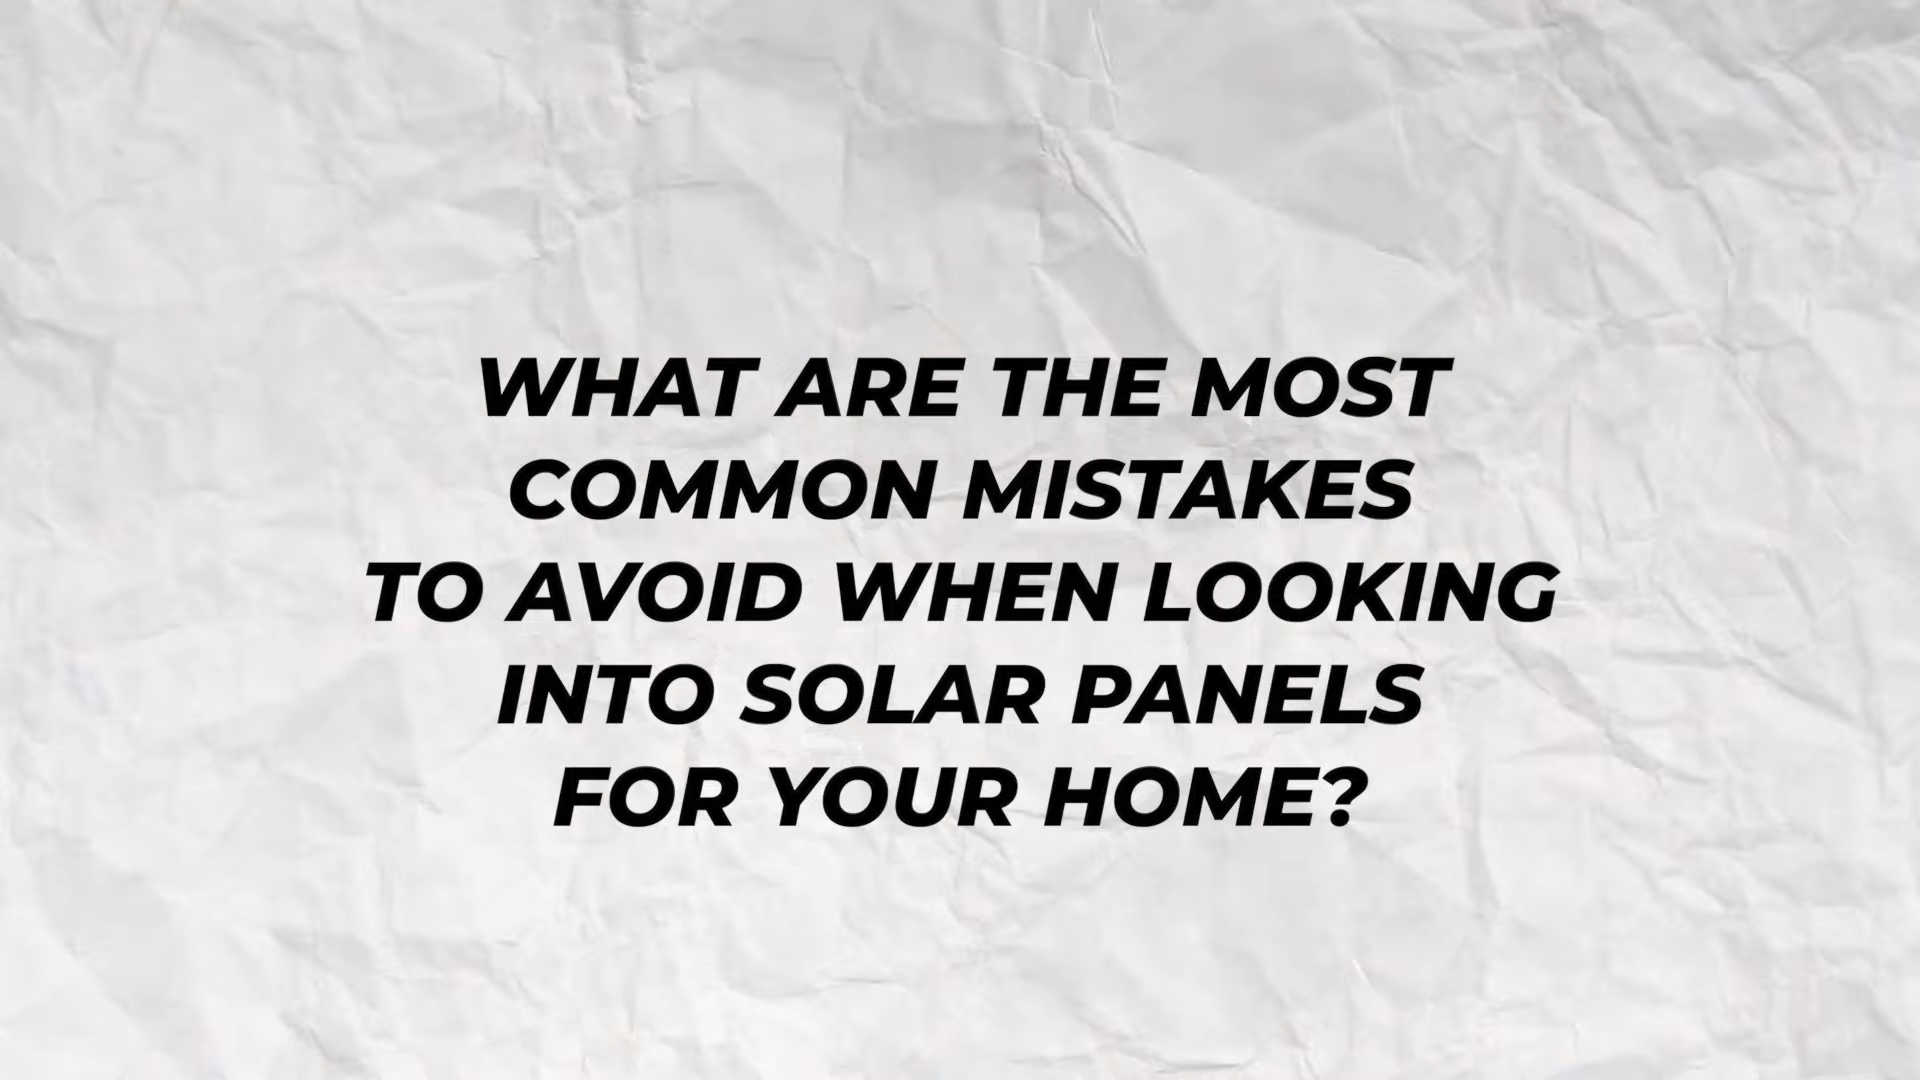 WHAT ARE THE MOST
COMMON MISTAKES
TO AVOID WHEN LOOKING
INTO SOLAR PANELS
FOR YOUR HOME?